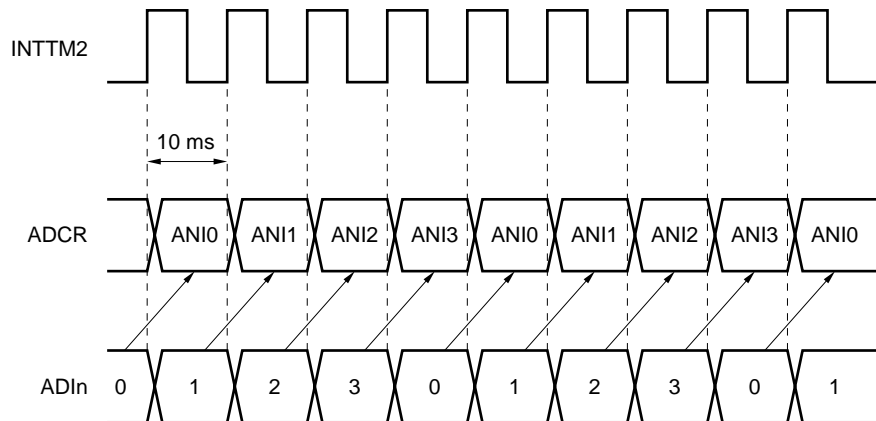 INTTM2
10 ms
ADCR ANI0 ANI1 ANI2 ANI3 ANI0 ANI1 ANI2 ANI3 ANI0
ADIn 0 1 2 3 0 1 2 3 0 1